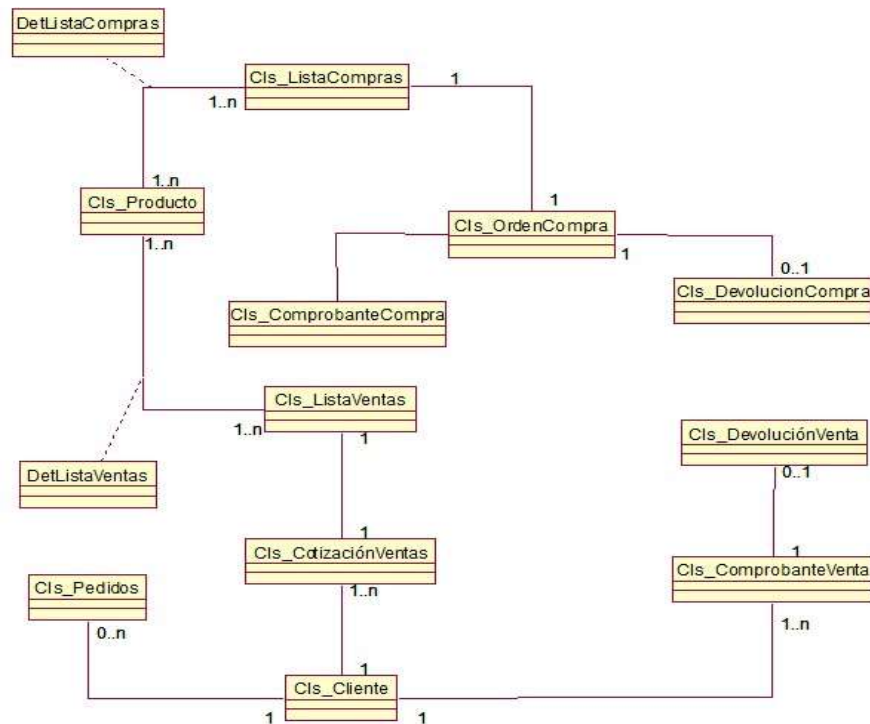 DetListaCompras
Cls_ListaCompras
1
1..n
1..n
Cls_Producto
1..n
1
Cls_OrdenCompra
1
0..1
Cls_DevolucionCompra
Cls_ComprobanteCompra
Cls_ListaVentas
1..n
1
Cls_DevoluciónVenta
0..1
DetListaVentas
1
Cls_CotizaciónVentas
1..n
1
Cls_ComprobanteVenta
1..n
Cls_Pedidos
0..n
1
Cls_Cliente
1
1